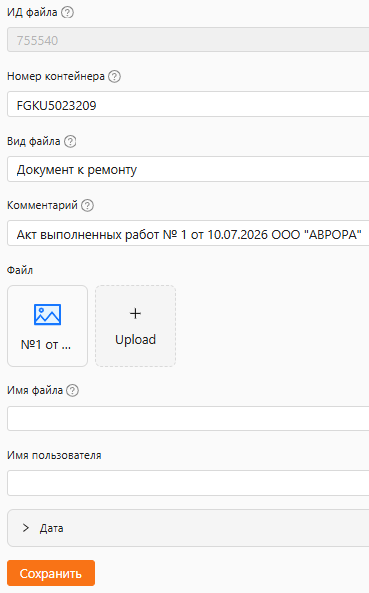 ИД файла
755540
Номер контейнера
FGKU5023209
Вид файла
Документ к ремонту
Комментарий
Акт выполненных работ № 1 от 10.07.2026 ООО "АВРОРА"
Файл
№1 от ...
+
Upload
Имя файла
Имя пользователя
Дата
Сохранить